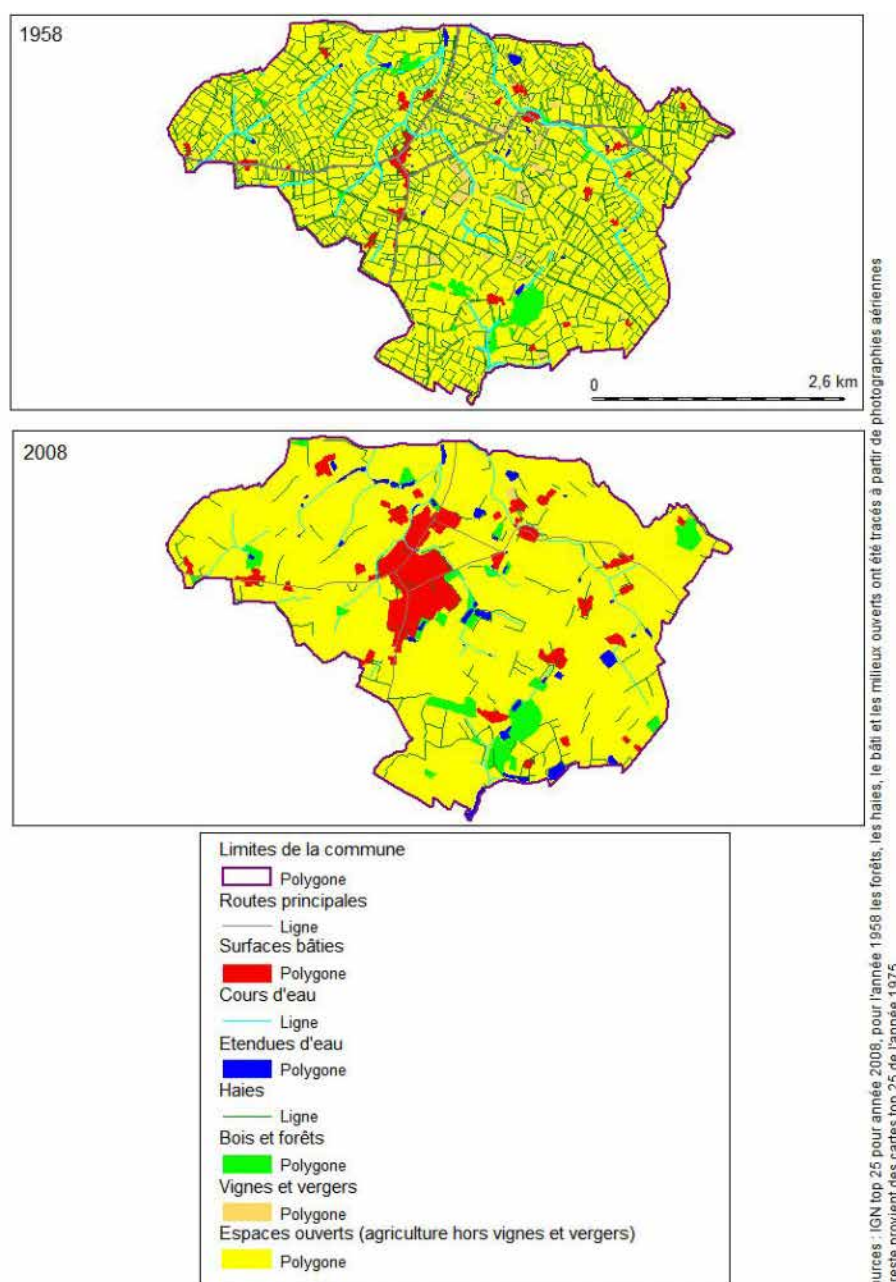 1958
0
2,6 km
2008
Limites de la commune
Polygone
Routes principales
Ligne
Surfaces bâties
Polygone
Cours d'eau
Ligne
Etendues d'eau
Polygone
Haies
Ligne
Bois et forêts
Polygone
Vignes et vergers
Polygone
Espaces ouverts (agriculture hors vignes et vergers)
Polygone
urces : IGN top 25 pour année 2008, pour l'année 1958 les forêts, les haies, le bâti et les milieux ouverts ont été tracés à partir de photographies aériennes
reste provient des cartes top 25 de l'année 1975